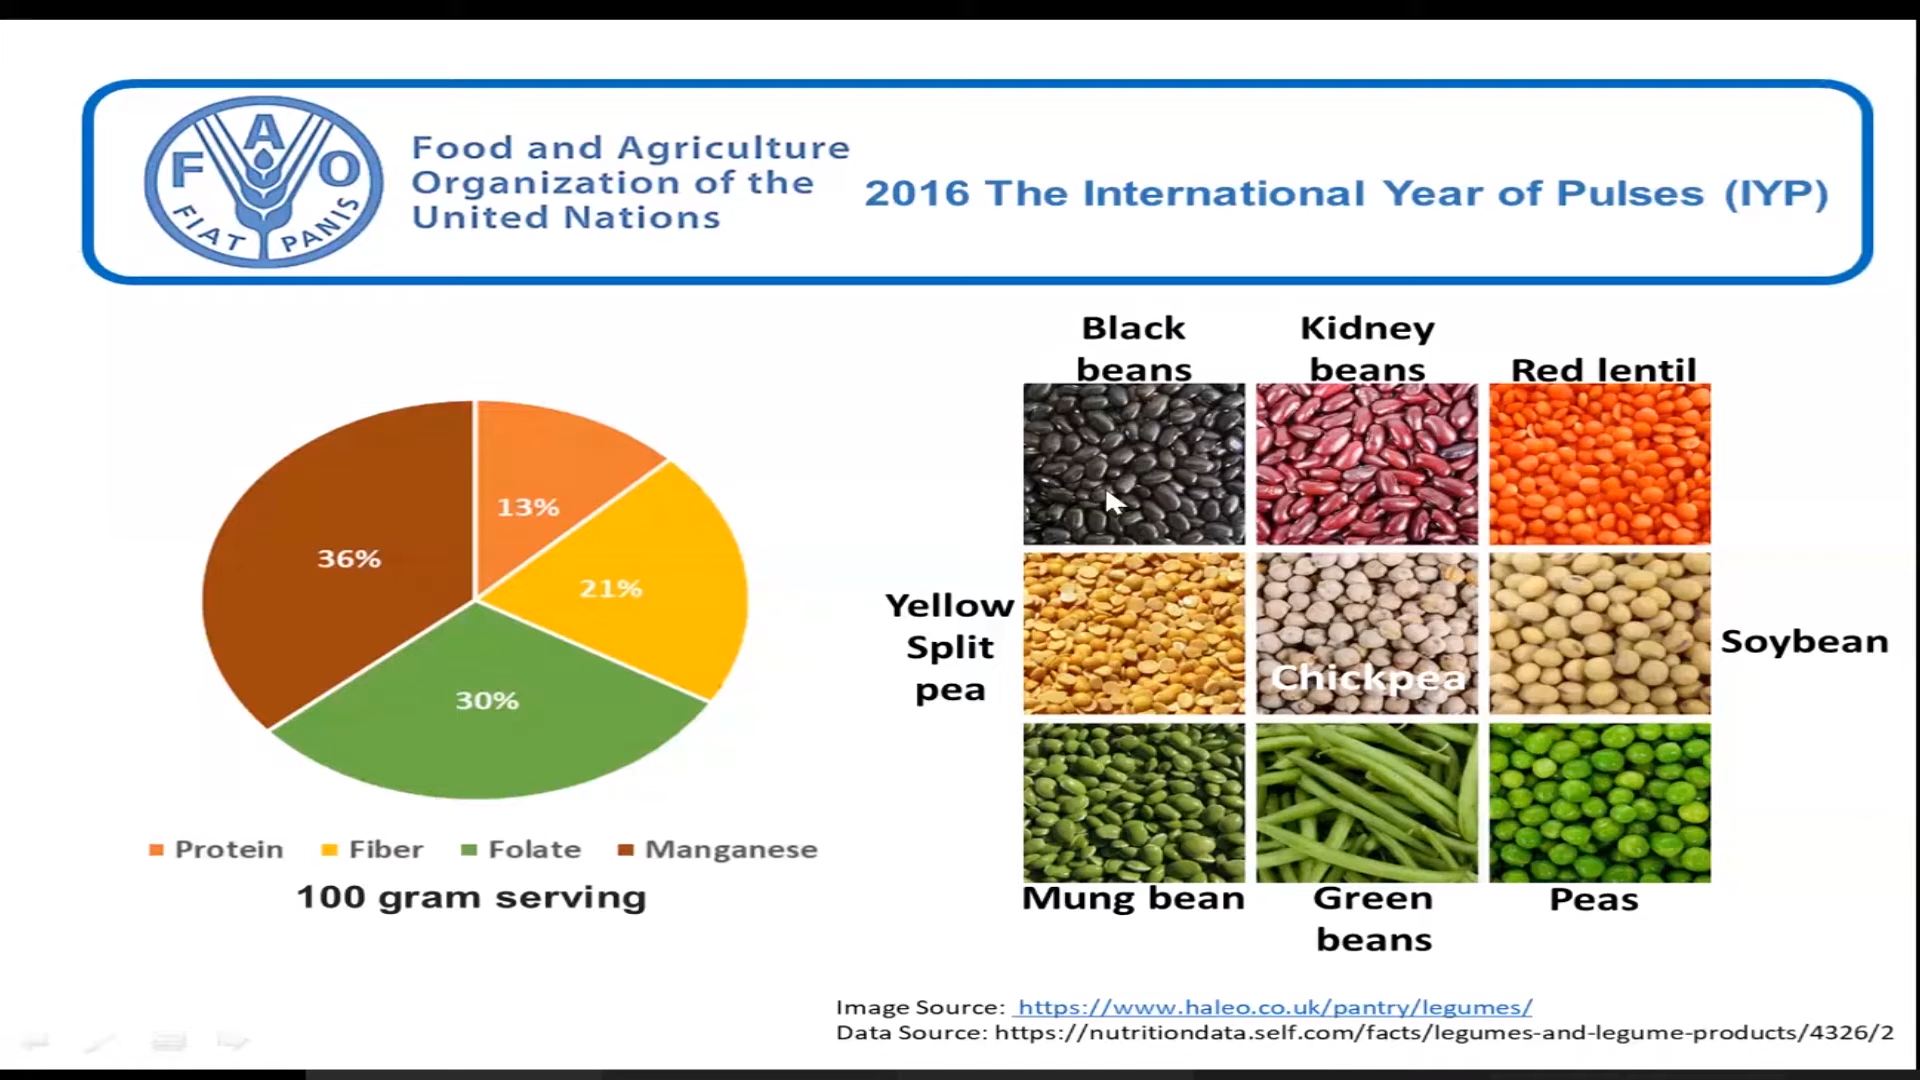 F A O
FIAT PANIS
Food and Agriculture
Organization of the
United Nations
2016 The International Year of Pulses (IYP)
13%
21%
30%
36%
Protein Fiber Folate Manganese
100 gram serving
Black
beans
Kidney
beans
Red lentil
Yellow
Split
pea
Chickpea
Soybean
Mung bean
Green
beans
Peas
Image Source: https://www.haleo.co.uk/pantry/legumes/
Data Source: https://nutritiondata.self.com/facts/legumes-and-legume-products/4326/2